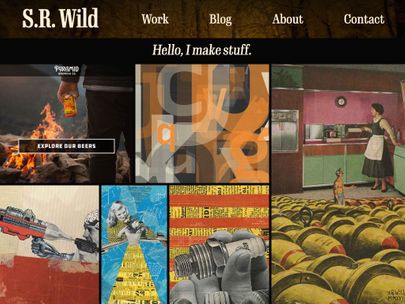 S.R. Wild
Work
Blog
About
Contact
Hello, I make stuff.
PYRAMID
BREWING CO.
EXPLORE OUR BEERS
q
g